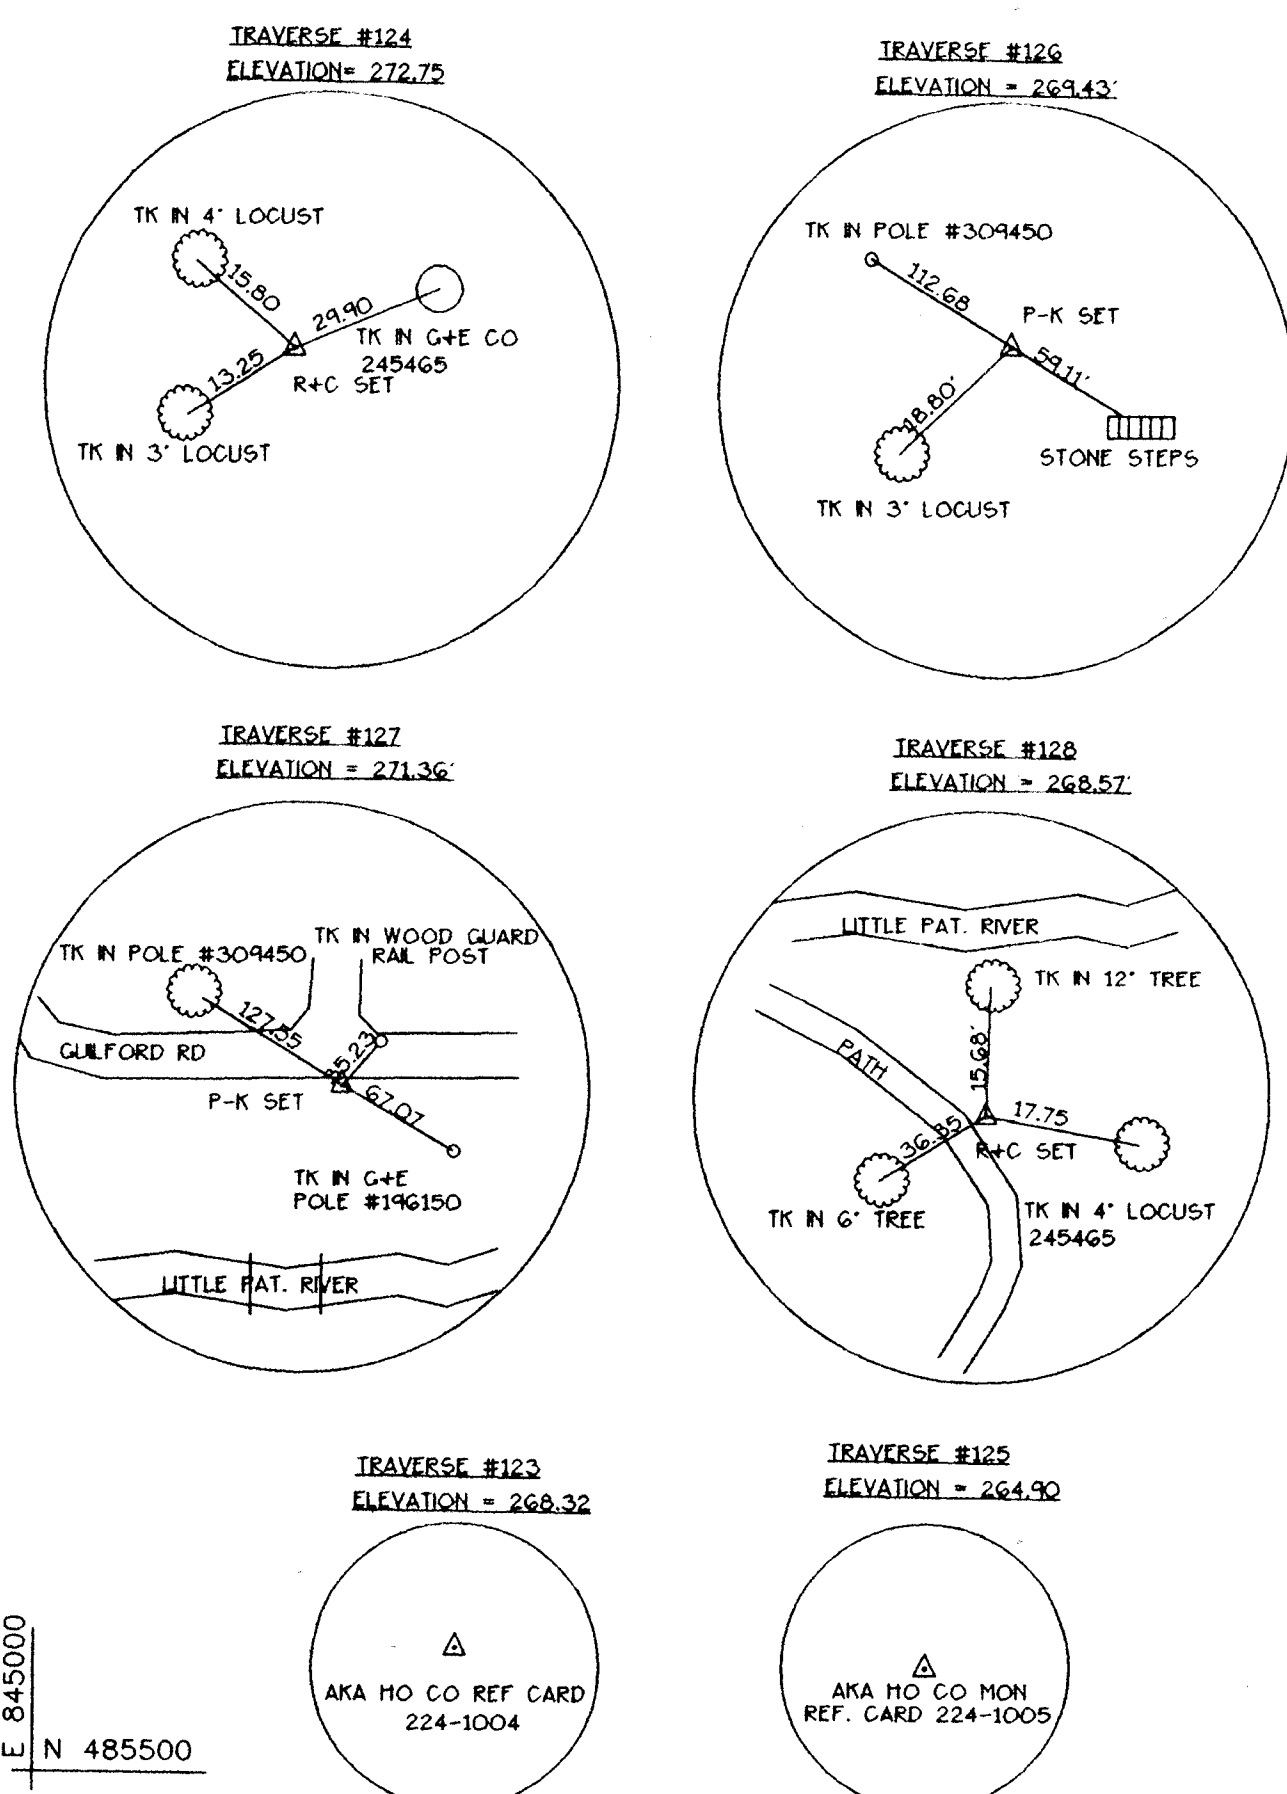 TRAVERSE #124
ELEVATION= 272.75
TK IN 4" LOCUST
15.80
29.90
TK IN G+E CO
245465
13.25
R+C SET
TK IN 3" LOCUST
TRAVERSE #126
ELEVATION = 269.43'
TK IN POLE #309450
112.68
P-K SET
59.11'
18.80'
STONE STEPS
TK IN 3" LOCUST
TRAVERSE #127
ELEVATION = 271.36'
TK IN WOOD GUARD
RAIL POST
TK IN POLE #309450
127.55
35.23
GUILFORD RD
P-K SET
67.07
TK IN G+E
POLE #196150
LITTLE PAT. RIVER
TRAVERSE #128
ELEVATION = 268.57'
LITTLE PAT. RIVER
TK IN 12" TREE
PATH
15.68'
17.75
36.35
R+C SET
TK IN 6" TREE
TK IN 4" LOCUST
245465
TRAVERSE #123
ELEVATION = 268.32
AKA HO CO REF CARD
224-1004
TRAVERSE #125
ELEVATION = 264.90
AKA HO CO MON
REF. CARD 224-1005
E 845000
N 485500